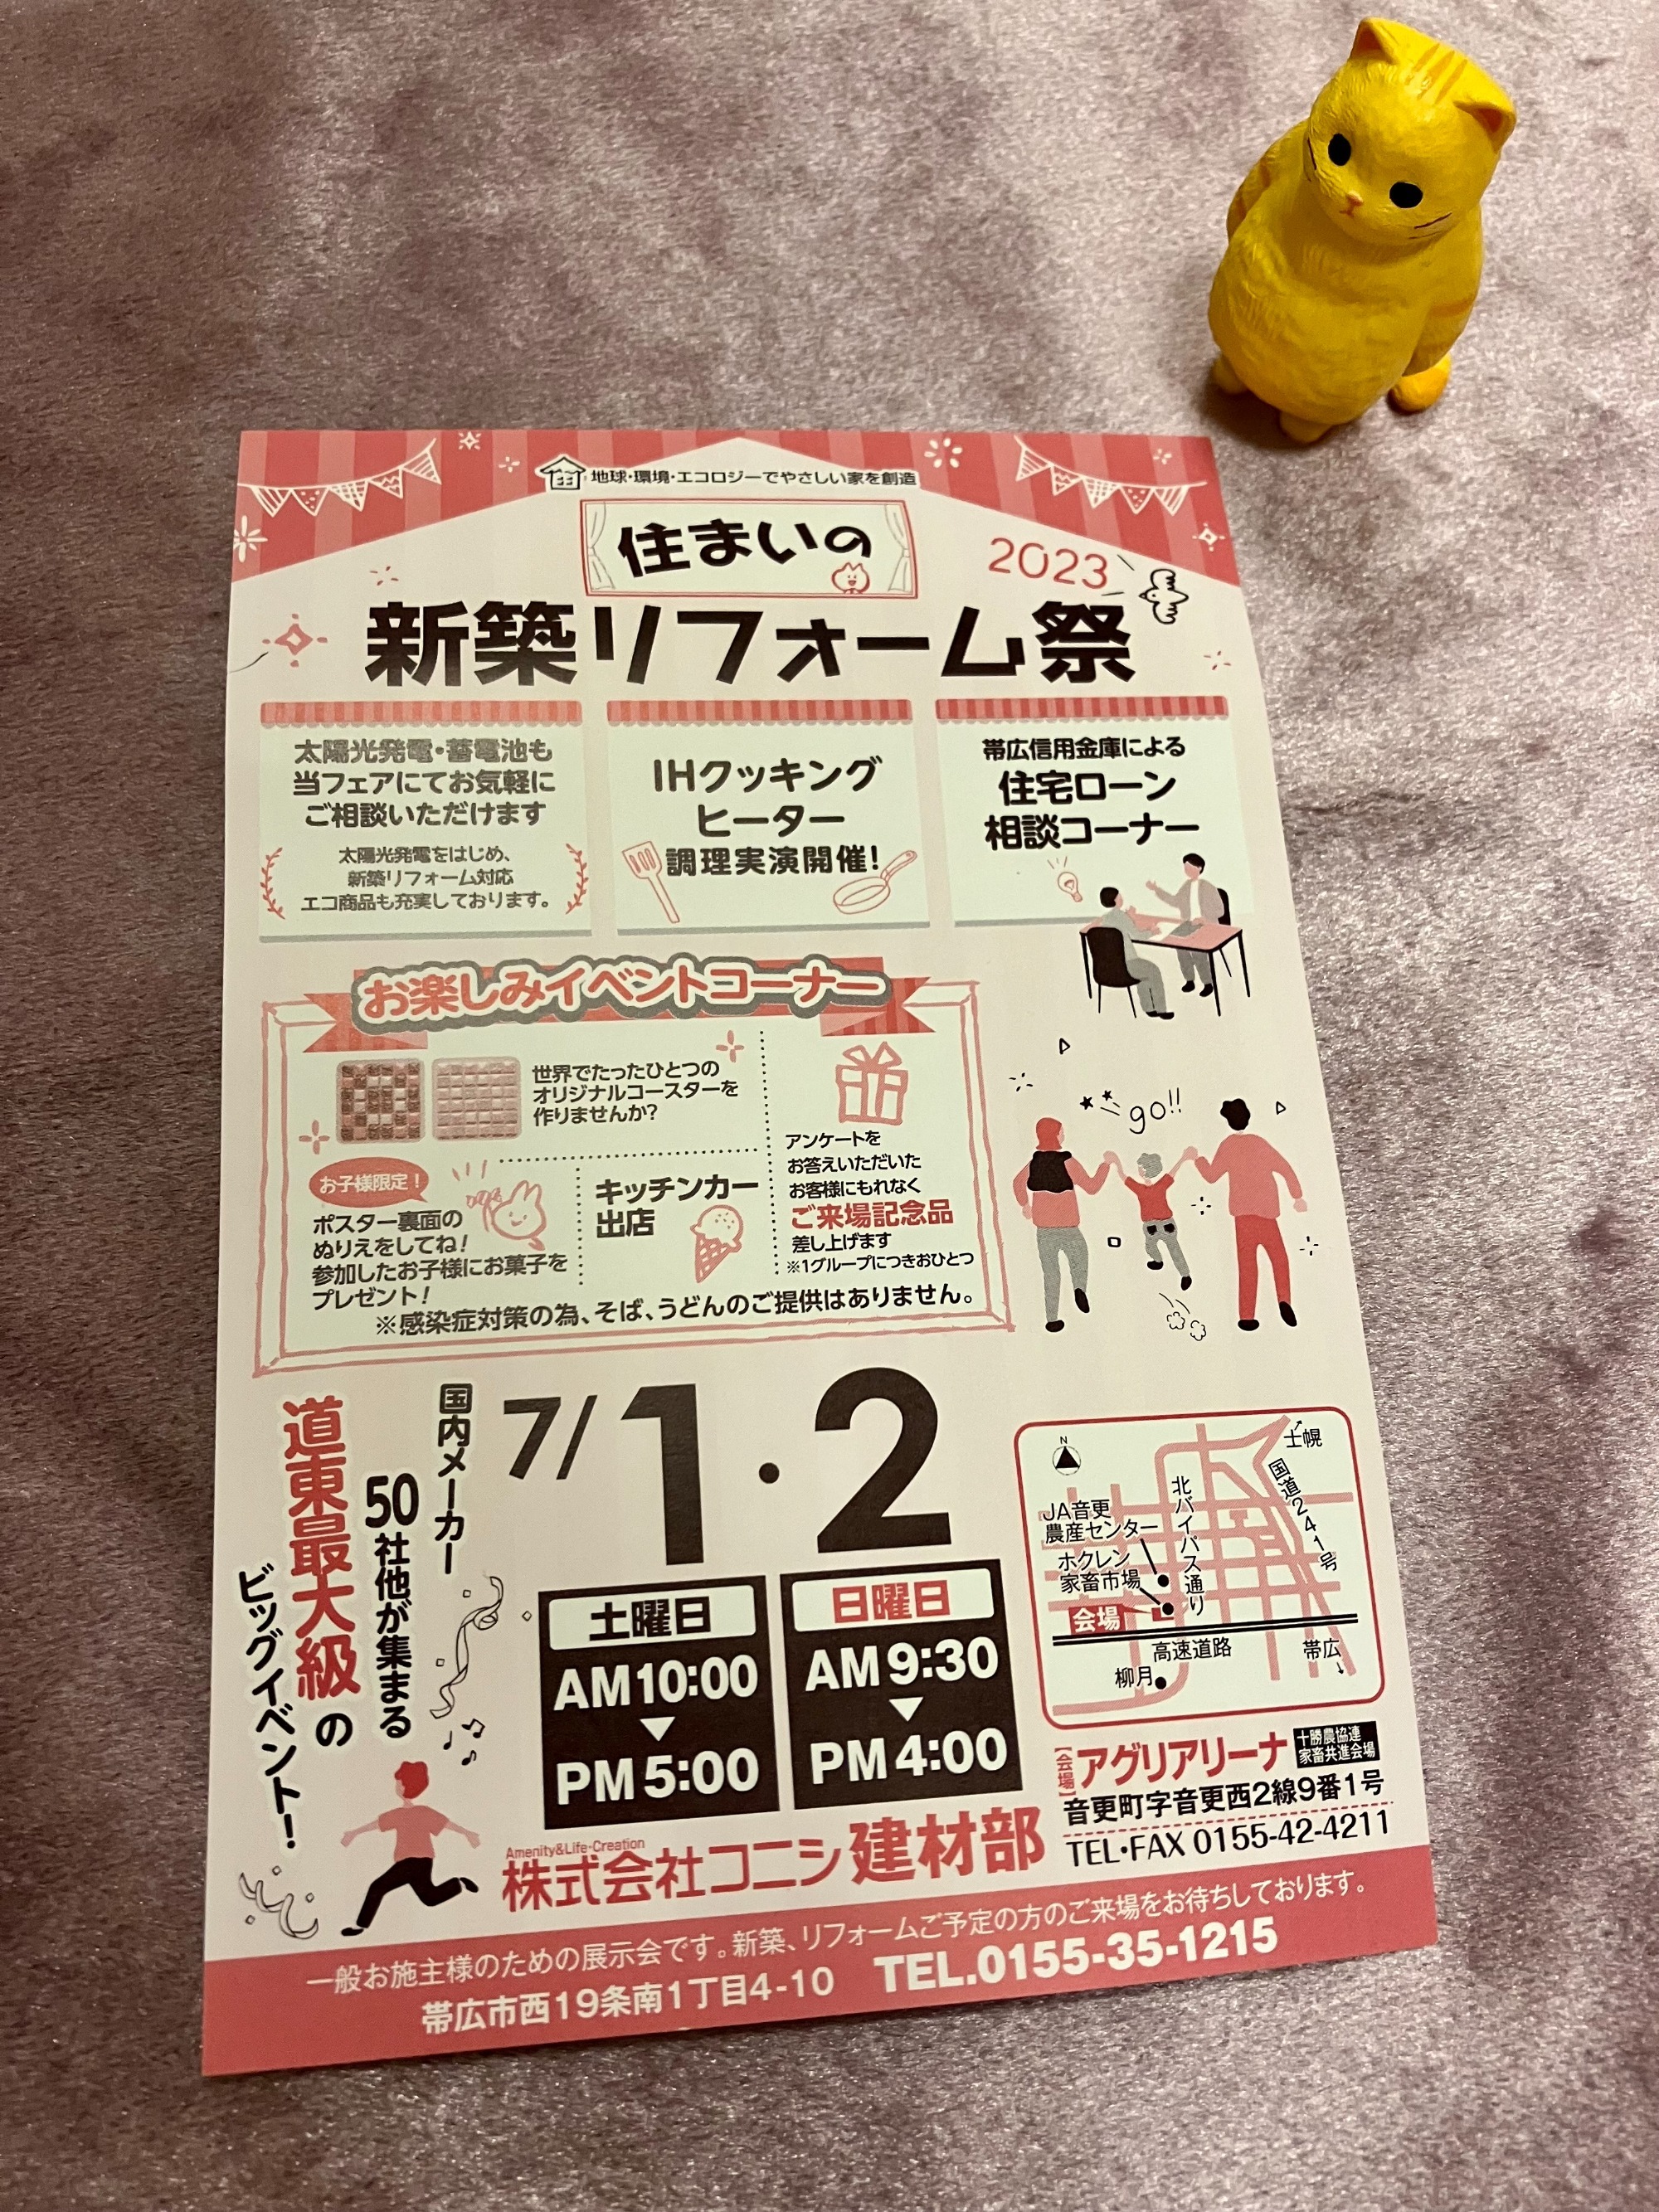 地球・環境・エコロジーでやさしい家を創造
住まいの
2023
新築リフォーム祭
太陽光発電・蓄電池も
当フェアにてお気軽に
ご相談いただけます
太陽光発電をはじめ、
新築リフォーム対応
エコ商品も充実しております。
IHクッキング
ヒーター
調理実演開催!
帯広信用金庫による
住宅ローン
相談コーナー
お楽しみイベントコーナー
世界でたったひとつの
オリジナルコースターを
作りませんか?
お子様限定!
ポスター裏面の
ぬりえをしてね!
参加したお子様にお菓子を
プレゼント!
キッチンカー
出店
アンケートを
お答えいただいた
お客様にもれなく
ご来場記念品
差し上げます
※1グループにつきおひとつ
※感染症対策の為、そば、うどんのご提供はありません。
go!!
国内メーカー
50社他が集まる
道東最大級の
ビッグイベント!
7/1・2
土曜日
AM10:00
PM5:00
日曜日
AM9:30
PM4:00
N
士幌
国道241号
北バイパス通り
JA音更
農産センター
ホクレン
家畜市場
会場
高速道路
帯広
柳月
【会場】アグリアリーナ
十勝農協連
家畜共進会場
音更町字音更西2線9番1号
TEL・FAX 0155-42-4211
Amenity&Life-Creation
株式会社コニシ建材部
一般お施主様のための展示会です。新築、リフォームご予定の方のご来場をお待ちしております。
帯広市西19条南1丁目4-10 TEL.0155-35-1215